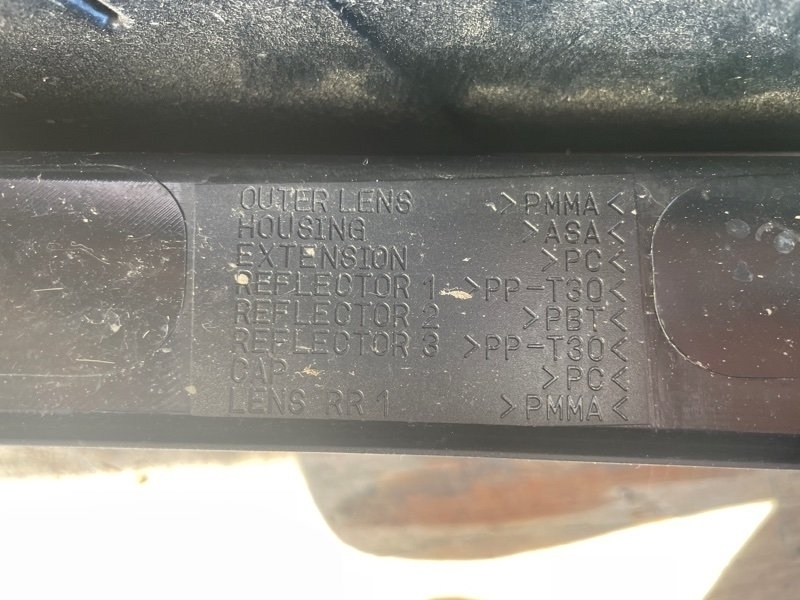 OUTER LENS >PMMA<
HOUSING >ASA<
EXTENSION >PC<
REFLECTOR 1 >PP-T30<
REFLECTOR 2 >PBT<
REFLECTOR 3 >PP-T30<
CAP >PC<
LENS RR 1 >PMMA<